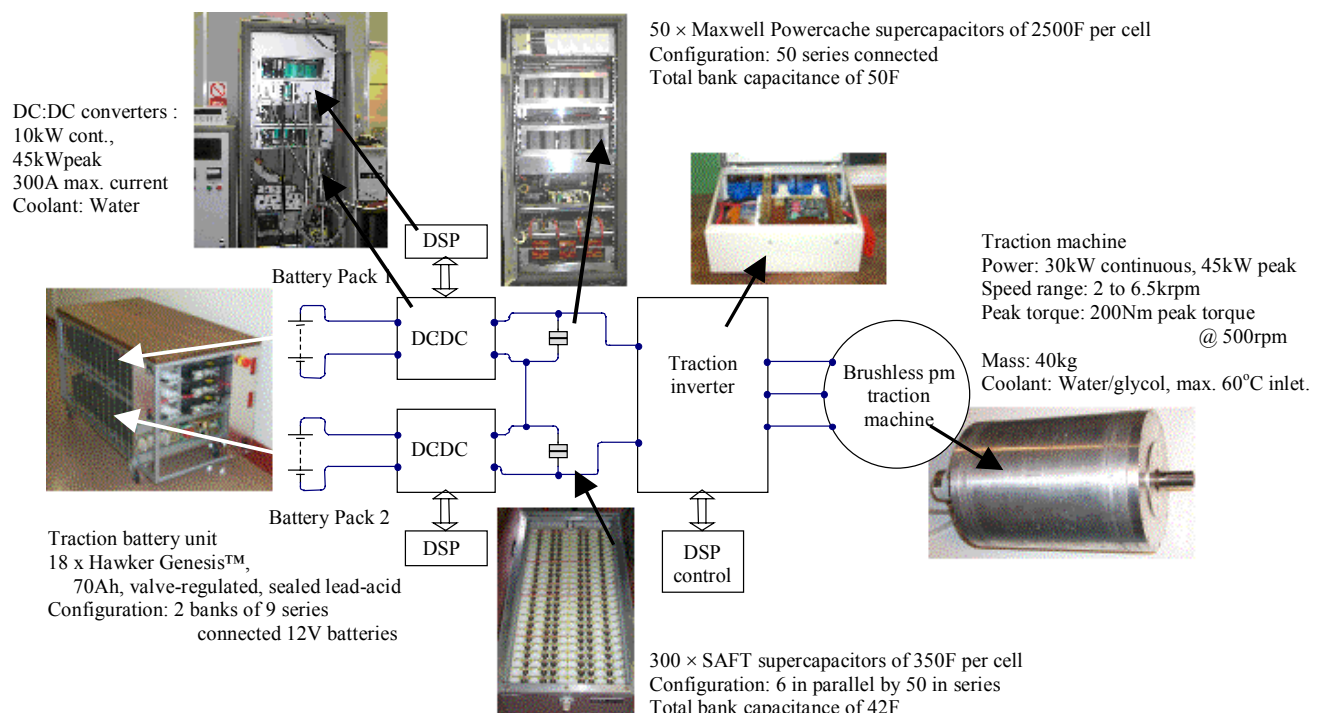 50 × Maxwell Powercache supercapacitors of 2500F per cell
Configuration: 50 series connected
Total bank capacitance of 50F
DC:DC converters :
10kW cont.,
45kWpeak
300A max. current
Coolant: Water
DSP
Battery Pack 1
DCDC
Traction
inverter
Traction machine
Power: 30kW continuous, 45kW peak
Speed range: 2 to 6.5krpm
Peak torque: 200Nm peak torque
@ 500rpm
Mass: 40kg
Coolant: Water/glycol, max. 60°C inlet.
Brushless pm
traction
machine
DCDC
Battery Pack 2
DSP
DSP
control
Traction battery unit
18 x Hawker Genesis™,
70Ah, valve-regulated, sealed lead-acid
Configuration: 2 banks of 9 series
connected 12V batteries
300 × SAFT supercapacitors of 350F per cell
Configuration: 6 in parallel by 50 in series
Total bank capacitance of 42F